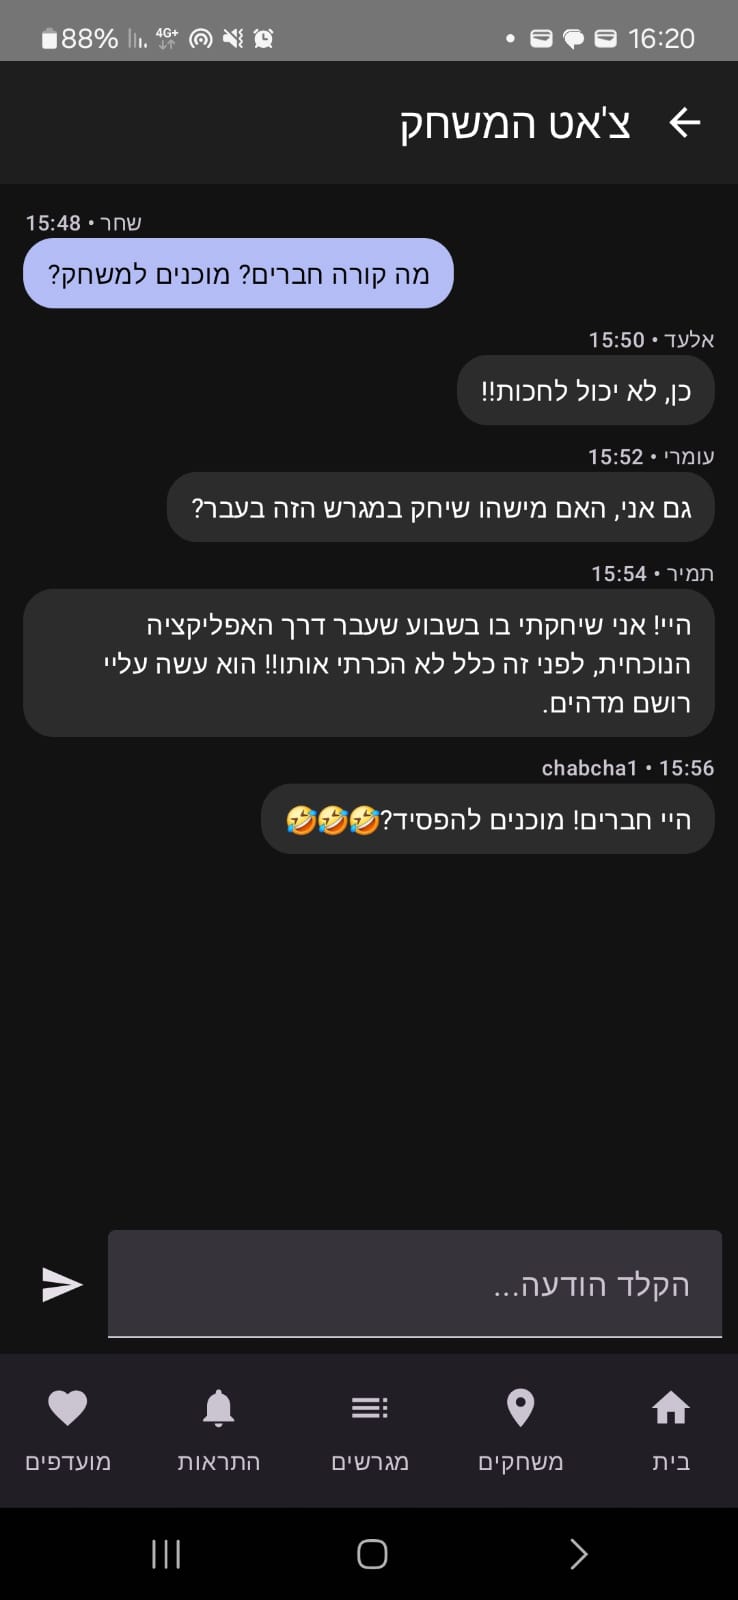 88% 4G+ 16:20
צ'אט המשחק
שחר • 15:48
מה קורה חברים? מוכנים למשחק?
אלעד • 15:50
כן, לא יכול לחכות!!
עומרי • 15:52
גם אני, האם מישהו שיחק במגרש הזה בעבר?
תמיר • 15:54
היי! אני שיחקתי בו בשבוע שעבר דרך האפליקציה
הנוכחית, לפני זה כלל לא הכרתי אותו!! הוא עשה עליי
רושם מדהים.
chabcha1 • 15:56
היי חברים! מוכנים להפסיד?🤣🤣🤣
הקלד הודעה...
בית משחקים מגרשים התראות מועדפים